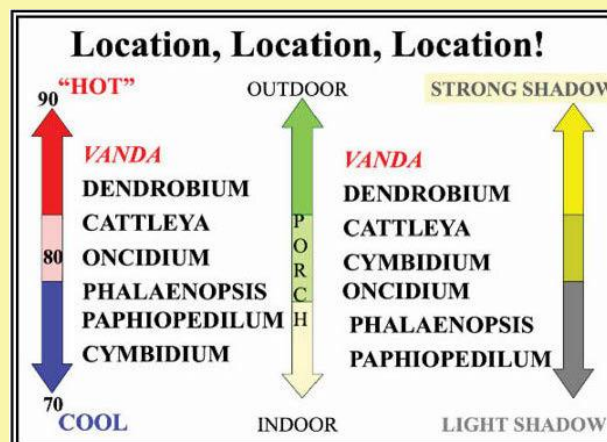 Location, Location, Location!
"HOT"
OUTDOOR
STRONG SHADOW
90
VANDA
DENDROBIUM
CATTLEYA
80
ONCIDIUM
PHALAENOPSIS
PAPHIOPEDILUM
CYMBIDIUM
70
COOL
PORCH
INDOOR
VANDA
DENDROBIUM
CATTLEYA
CYMBIDIUM
ONCIDIUM
PHALAENOPSIS
PAPHIOPEDILUM
LIGHT SHADOW